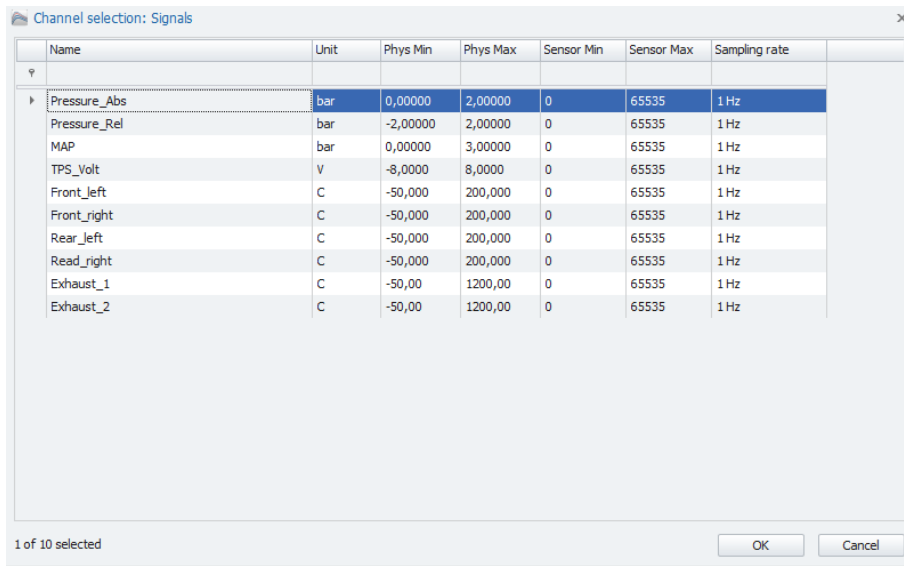 Channel selection: Signals
Name Unit Phys Min Phys Max Sensor Min Sensor Max Sampling rate
Pressure_Abs bar 0,00000 2,00000 0 65535 1 Hz
Pressure_Rel bar -2,00000 2,00000 0 65535 1 Hz
MAP bar 0,00000 3,00000 0 65535 1 Hz
TPS_Volt V -8,0000 8,0000 0 65535 1 Hz
Front_left C -50,000 200,000 0 65535 1 Hz
Front_right C -50,000 200,000 0 65535 1 Hz
Rear_left C -50,000 200,000 0 65535 1 Hz
Read_right C -50,000 200,000 0 65535 1 Hz
Exhaust_1 C -50,00 1200,00 0 65535 1 Hz
Exhaust_2 C -50,00 1200,00 0 65535 1 Hz
1 of 10 selected OK Cancel